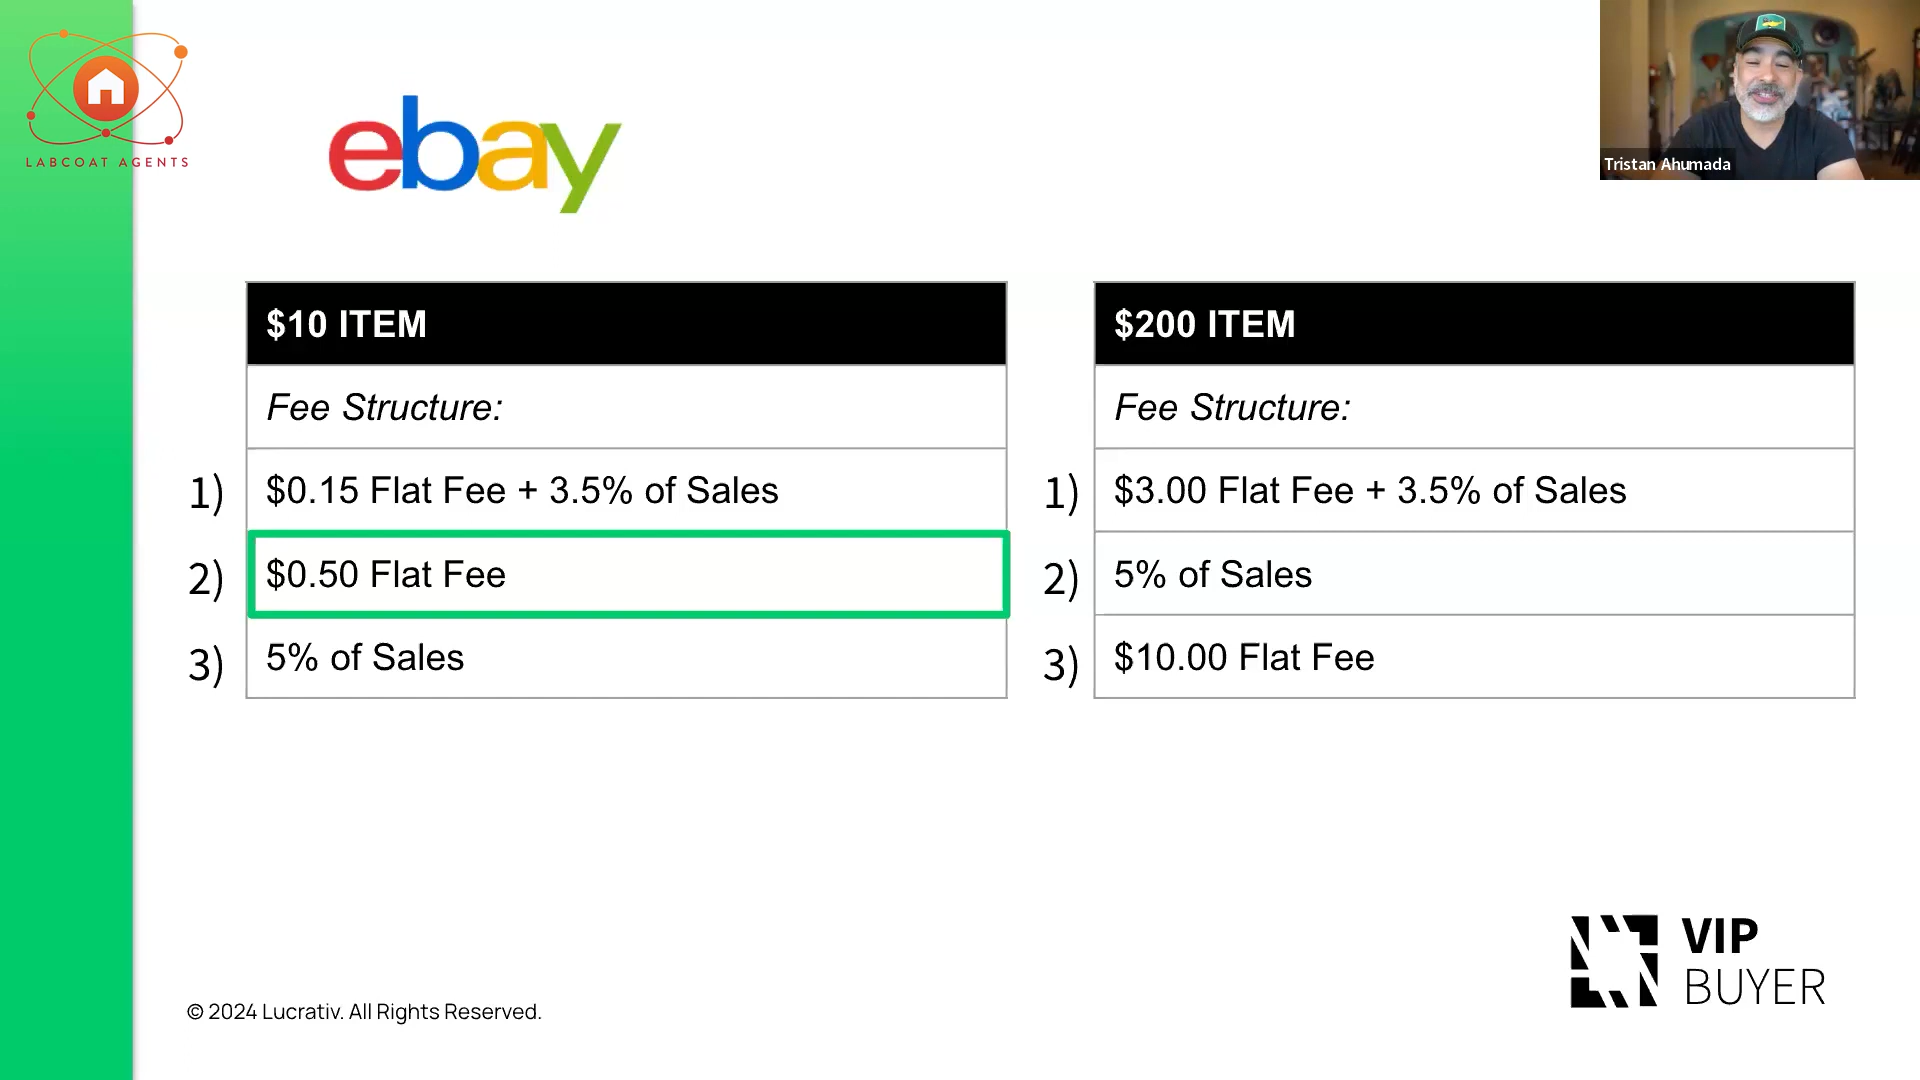 LABCOAT AGENTS
ebay
Tristan Ahumada
$10 ITEM
Fee Structure:
1) $0.15 Flat Fee + 3.5% of Sales
2) $0.50 Flat Fee
3) 5% of Sales
$200 ITEM
Fee Structure:
1) $3.00 Flat Fee + 3.5% of Sales
2) 5% of Sales
3) $10.00 Flat Fee
© 2024 Lucrativ. All Rights Reserved.
VIP
BUYER